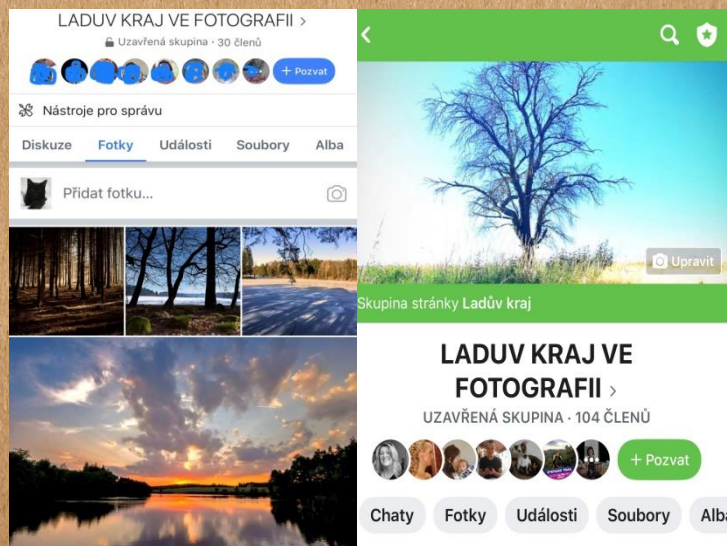 LADUV KRAJ VE FOTOGRAFII >
Uzavřená skupina · 30 členů
+ Pozvat
Nástroje pro správu
Diskuze Fotky Události Soubory Alba
Přidat fotku...
Upravit
Skupina stránky Ladův kraj
LADUV KRAJ VE
FOTOGRAFII >
UZAVŘENÁ SKUPINA · 104 ČLENŮ
+ Pozvat
Chaty Fotky Události Soubory Alba